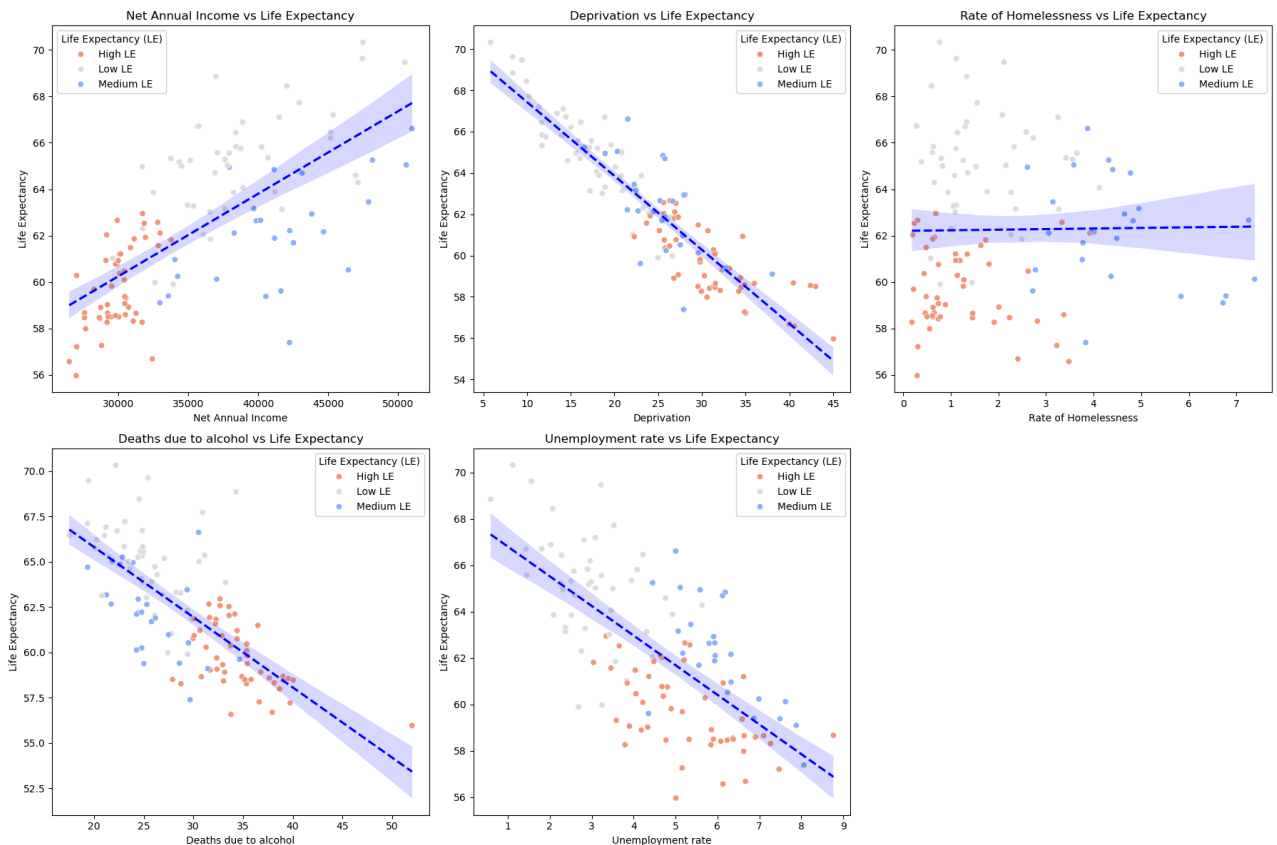 Net Annual Income vs Life Expectancy
Life Expectancy (LE)
High LE
Low LE
Medium LE
Life Expectancy
70
68
66
64
62
60
58
56
30000 35000 40000 45000 50000
Net Annual Income
Deprivation vs Life Expectancy
Life Expectancy (LE)
High LE
Low LE
Medium LE
Life Expectancy
70
68
66
64
62
60
58
56
54
5 10 15 20 25 30 35 40 45
Deprivation
Rate of Homelessness vs Life Expectancy
Life Expectancy (LE)
High LE
Low LE
Medium LE
Life Expectancy
70
68
66
64
62
60
58
56
0 1 2 3 4 5 6 7
Rate of Homelessness
Deaths due to alcohol vs Life Expectancy
Life Expectancy (LE)
High LE
Low LE
Medium LE
Life Expectancy
70.0
67.5
65.0
62.5
60.0
57.5
55.0
52.5
20 25 30 35 40 45 50
Deaths due to alcohol
Unemployment rate vs Life Expectancy
Life Expectancy (LE)
High LE
Low LE
Medium LE
Life Expectancy
70
68
66
64
62
60
58
56
1 2 3 4 5 6 7 8 9
Unemployment rate